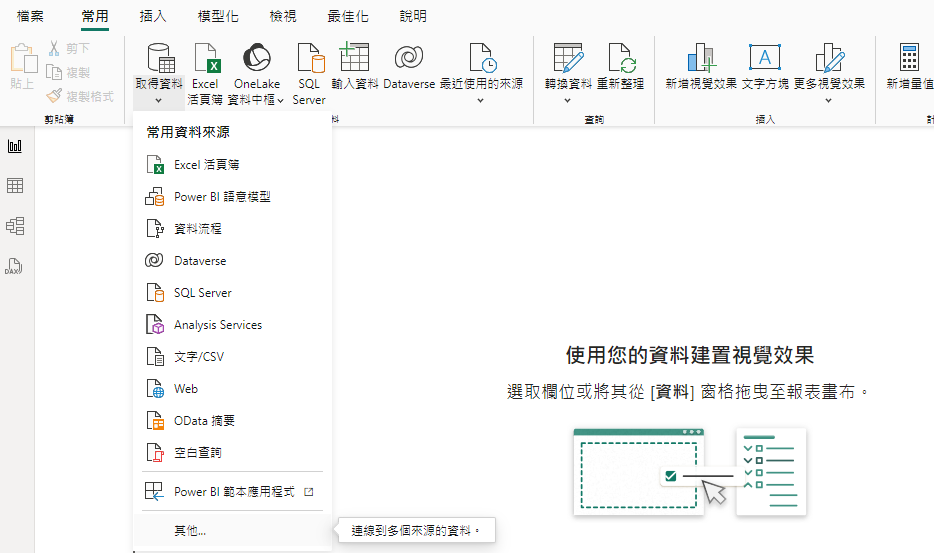 檔案 常用 插入 模型化 檢視 最佳化 說明
貼上
剪下
複製
複製格式
剪貼簿
取得資料
Excel
活頁簿
OneLake
資料中樞
SQL
Server
輸入資料
Dataverse
最近使用的來源
料
轉換資料
重新整理
查詢
新增視覺效果
文字方塊
更多視覺效果
A
插入
新增量值
計
DAX
常用資料來源
Excel 活頁簿
Power BI 語意模型
資料流程
Dataverse
SQL Server
Analysis Services
文字/CSV
Web
OData 摘要
空白查詢
Power BI 範本應用程式
其他...
連線到多個來源的資料。
使用您的資料建置視覺效果
選取欄位或將其從 [資料] 窗格拖曳至報表畫布。